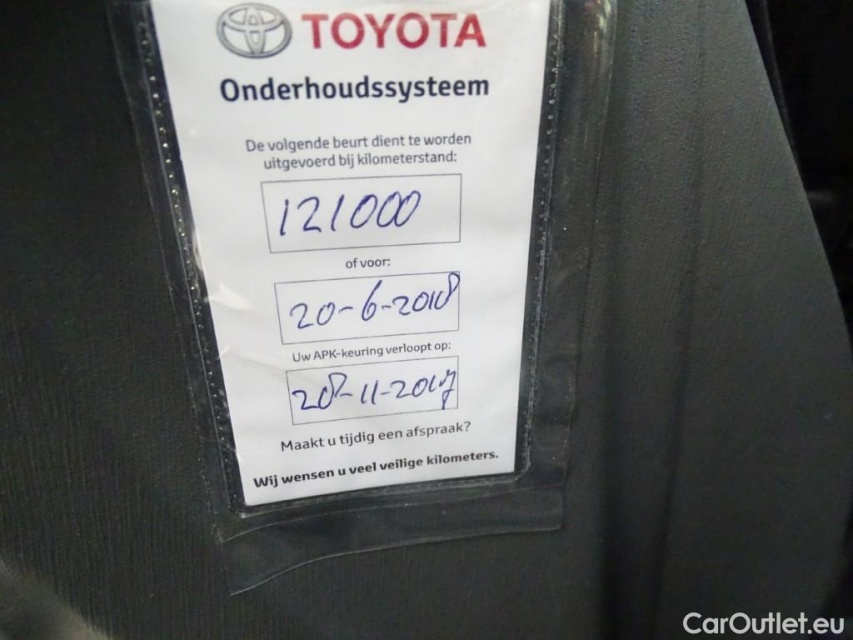 TOYOTA
Onderhoudssysteem
De volgende beurt dient te worden
uitgevoerd bij kilometerstand:
121000
of voor:
20-6-2018
Uw APK-keuring verloopt op:
28-11-2017
Maakt u tijdig een afspraak?
Wij wensen u veel veilige kilometers.
CarOutlet.eu